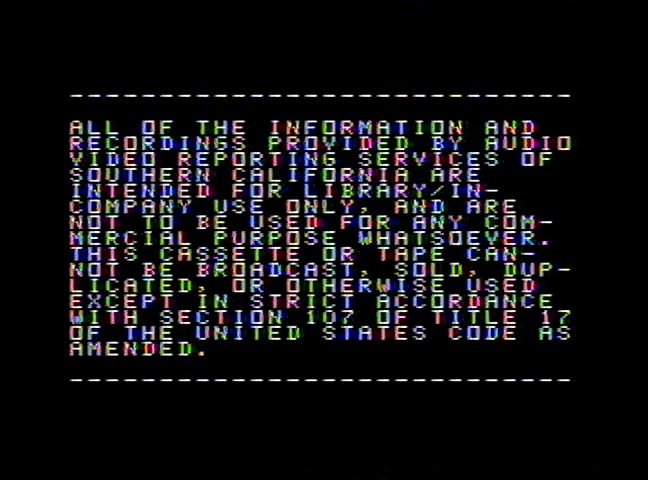 ----------------------------
ALL OF THE INFORMATION AND
RECORDINGS PROVIDED BY AUDIO
VIDEO REPORTING SERVICES OF
SOUTHERN CALIFORNIA ARE
INTENDED FOR LIBRARY/IN-
COMPANY USE ONLY, AND ARE
NOT TO BE USED FOR ANY COM-
MERCIAL PURPOSE WHATSOEVER.
THIS CASSETTE OR TAPE CAN-
NOT BE BROADCAST, SOLD, DUP-
LICATED, OR OTHERWISE USED
EXCEPT IN STRICT ACCORDANCE
WITH SECTION 107 OF TITLE 17
OF THE UNITED STATES CODE AS
AMENDED.
----------------------------